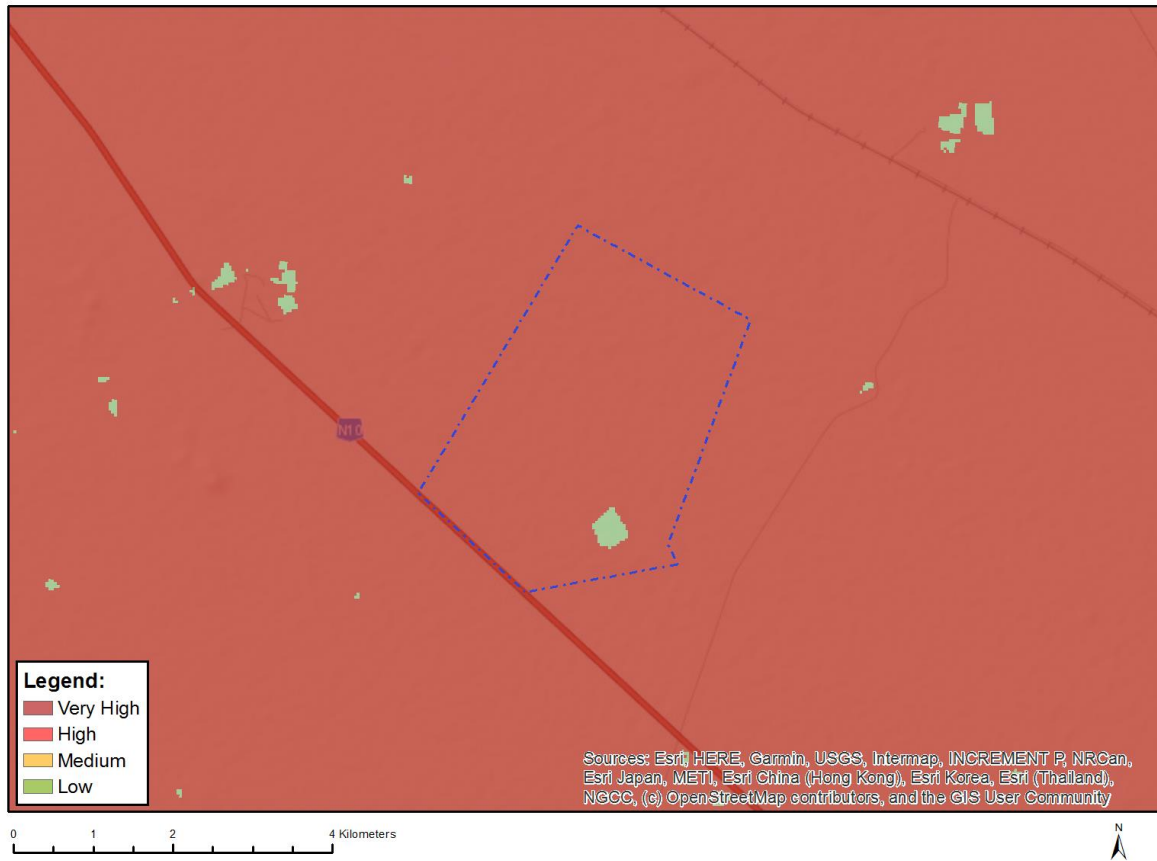 N10
Legend:
Very High
High
Medium
Low
Sources: Esri, HERE, Garmin, USGS, Intermap, INCREMENT P, NRCan,
Esri Japan, METI, Esri China (Hong Kong), Esri Korea, Esri (Thailand),
NGCC, (c) OpenStreetMap contributors, and the GIS User Community
0 1 2 4 Kilometers
N